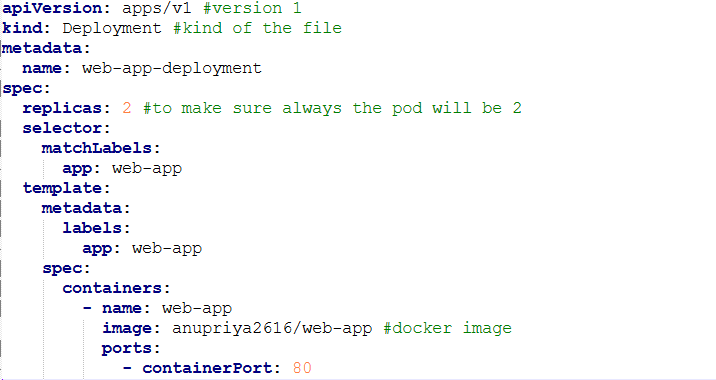 apiVersion: apps/v1 #version 1
kind: Deployment #kind of the file
metadata:
  name: web-app-deployment
spec:
  replicas: 2 #to make sure always the pod will be 2
  selector:
    matchLabels:
      app: web-app
  template:
    metadata:
      labels:
        app: web-app
    spec:
      containers:
        - name: web-app
          image: anupriya2616/web-app #docker image
          ports:
            - containerPort: 80